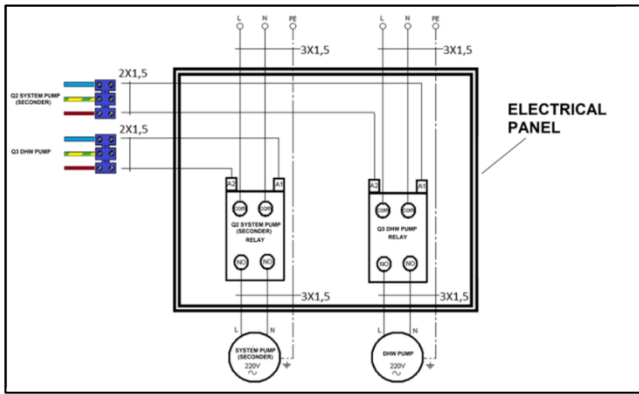 L N PE
L N PE
3X1,5
3X1,5
2X1,5
Q2 SYSTEM PUMP
(SECONDER)
2X1,5
Q3 DHW PUMP
ELECTRICAL
PANEL
A2 A1
A2 A1
COM COM
COM COM
Q2 SYSTEM PUMP
(SECONDER)
RELAY
Q3 DHW PUMP
RELAY
NO NO
NO NO
3X1,5
3X1,5
L N
L N
SYSTEM PUMP
(SECONDER)
220V
DHW PUMP
220V